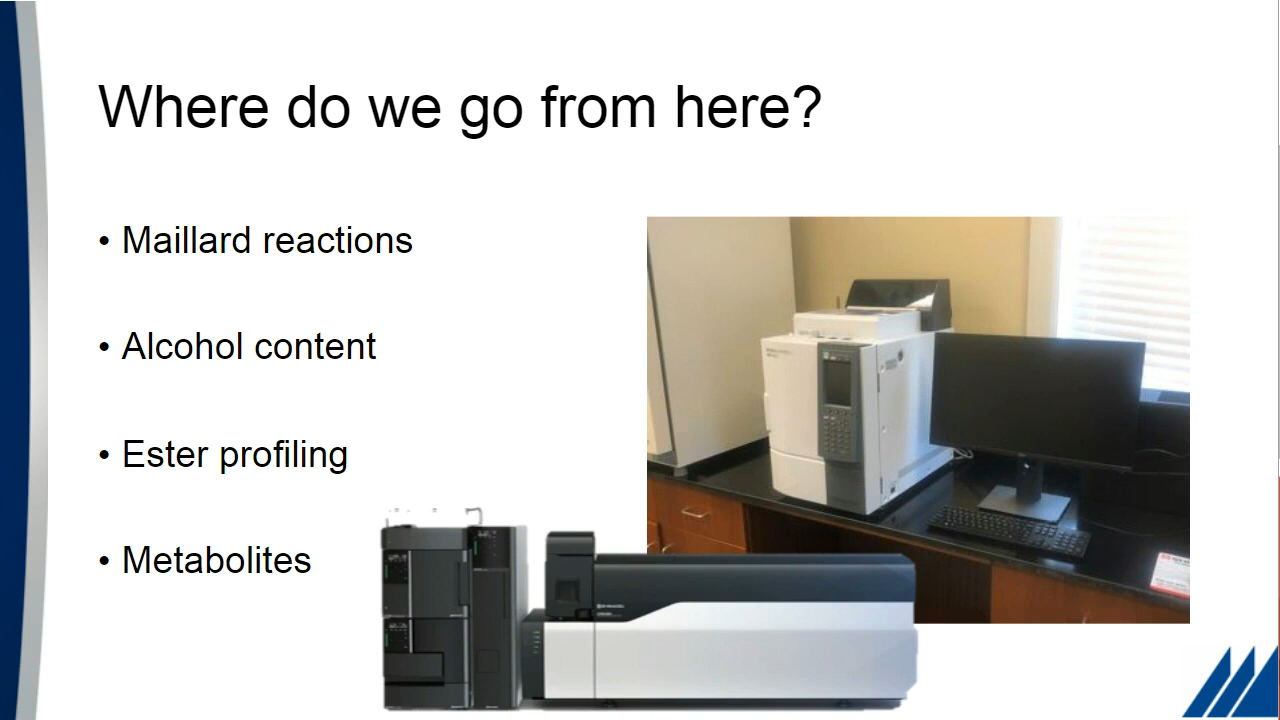 Where do we go from here?
• Maillard reactions
• Alcohol content
• Ester profiling
• Metabolites